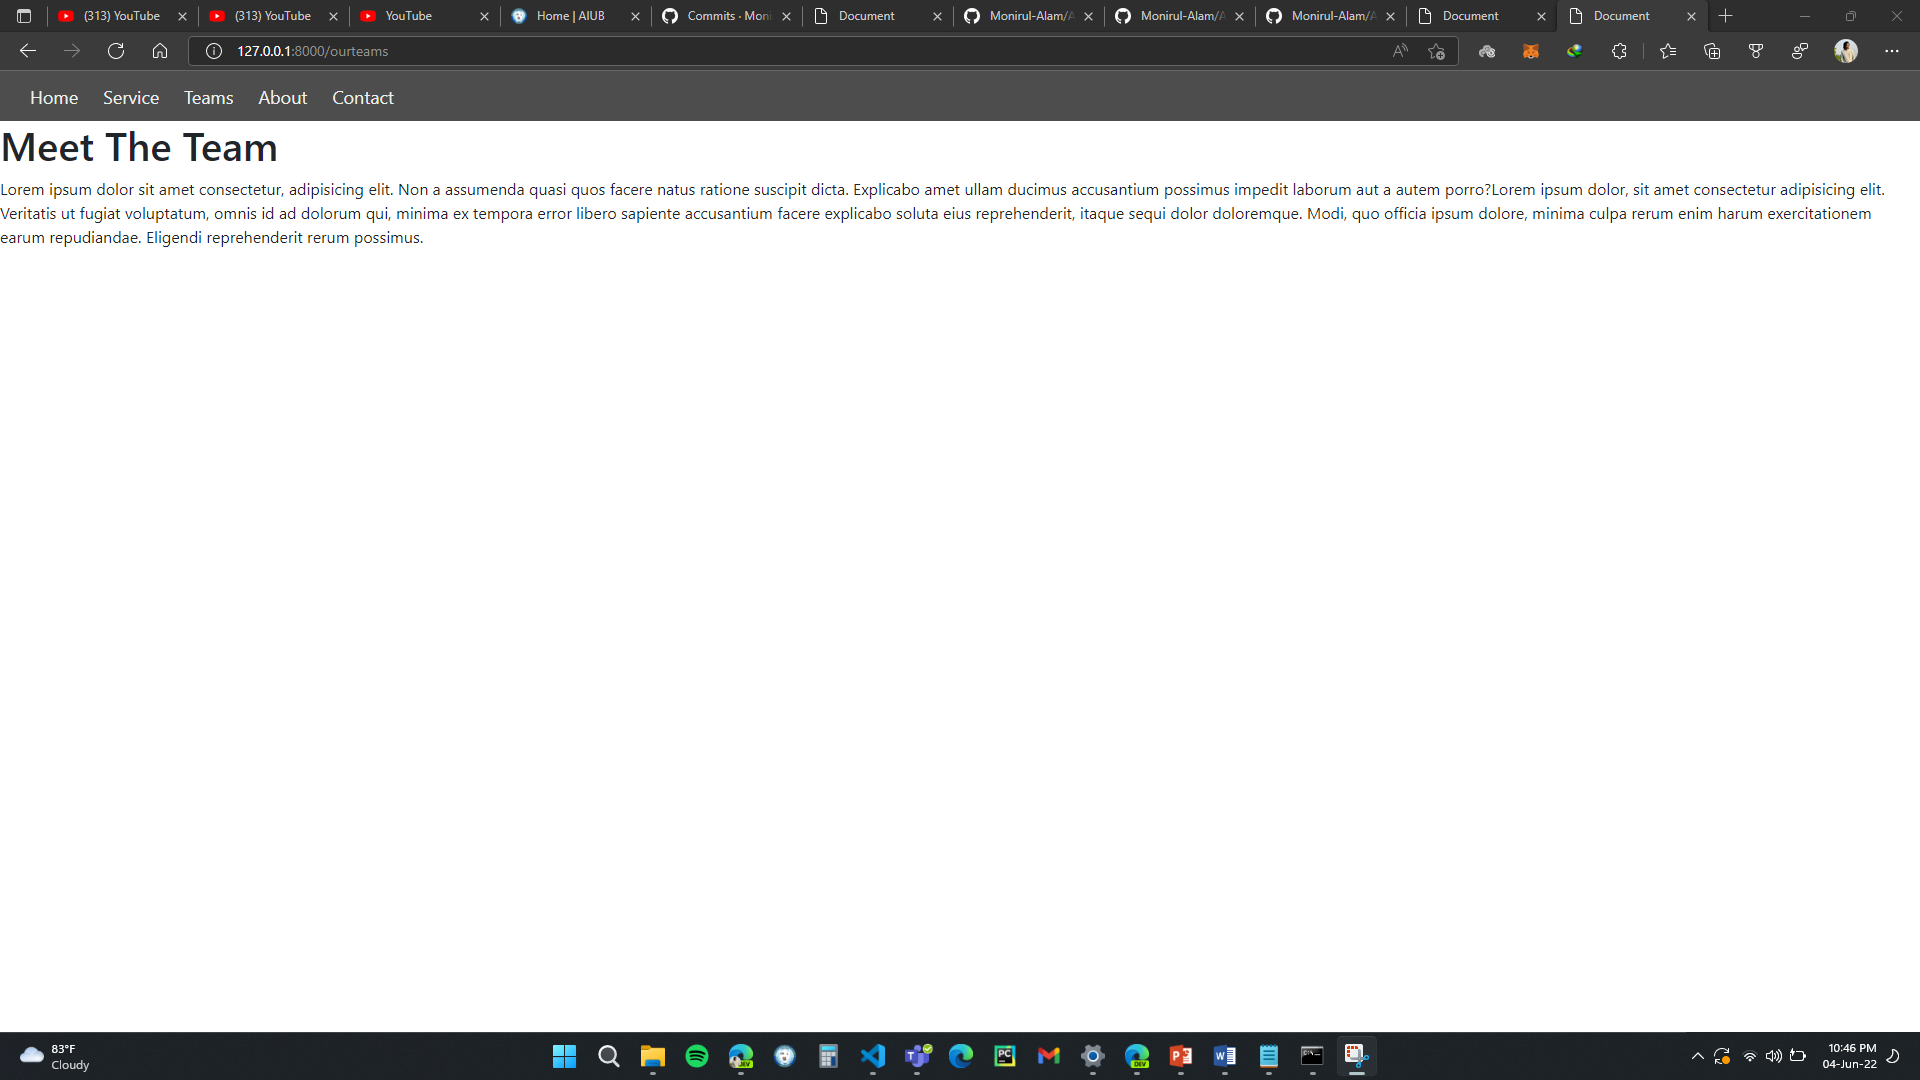 (313) YouTube
(313) YouTube
YouTube
Home | AIUB
Commits · Moni
Document
Monirul-Alam/A
Monirul-Alam/A
Monirul-Alam/A
Document
Document
127.0.0.1:8000/ourteams
Home Service Teams About Contact
Meet The Team
Lorem ipsum dolor sit amet consectetur, adipisicing elit. Non a assumenda quasi quos facere natus ratione suscipit dicta. Explicabo amet ullam ducimus accusantium possimus impedit laborum aut a autem porro?Lorem ipsum dolor, sit amet consectetur adipisicing elit.
Veritatis ut fugiat voluptatum, omnis id ad dolorum qui, minima ex tempora error libero sapiente accusantium facere explicabo soluta eius reprehenderit, itaque sequi dolor doloremque. Modi, quo officia ipsum dolore, minima culpa rerum enim harum exercitationem
earum repudiandae. Eligendi reprehenderit rerum possimus.
83°F
Cloudy
10:46 PM
04-Jun-22